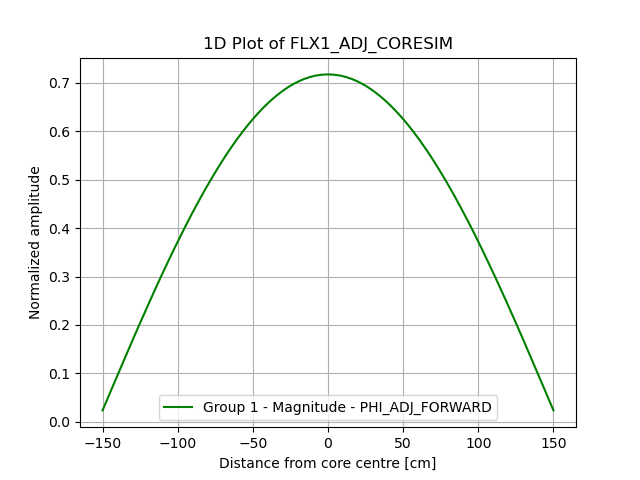 1D Plot of FLX1_ADJ_CORESIM
Normalized amplitude
0.7
0.6
0.5
0.4
0.3
0.2
0.1
0.0
Group 1 - Magnitude - PHI_ADJ_FORWARD
−150 −100 −50 0 50 100 150
Distance from core centre [cm]